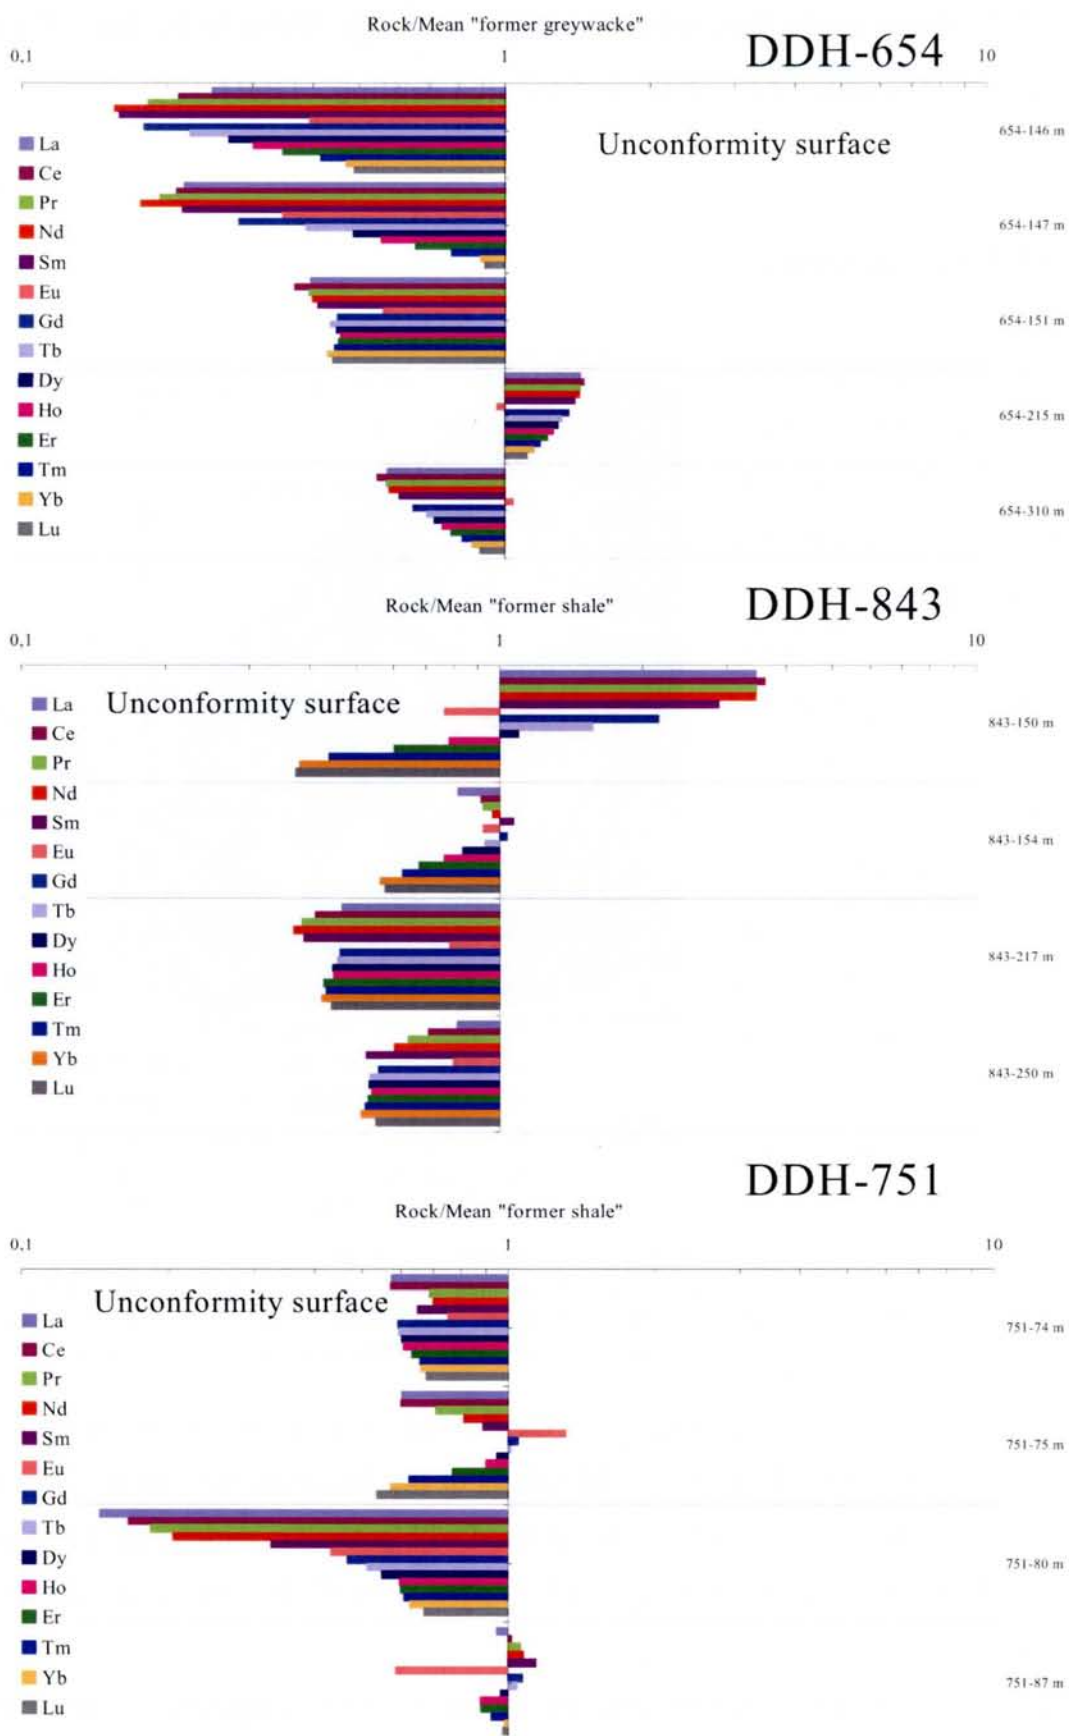 Rock/Mean "former greywacke"
DDH-654
0,1
1
10
Unconformity surface
654-146 m
654-147 m
654-151 m
654-215 m
654-310 m
La
Ce
Pr
Nd
Sm
Eu
Gd
Tb
Dy
Ho
Er
Tm
Yb
Lu
Rock/Mean "former shale"
DDH-843
0,1
1
10
Unconformity surface
843-150 m
843-154 m
843-217 m
843-250 m
La
Ce
Pr
Nd
Sm
Eu
Gd
Tb
Dy
Ho
Er
Tm
Yb
Lu
DDH-751
Rock/Mean "former shale"
0,1
1
10
Unconformity surface
751-74 m
751-75 m
751-80 m
751-87 m
La
Ce
Pr
Nd
Sm
Eu
Gd
Tb
Dy
Ho
Er
Tm
Yb
Lu